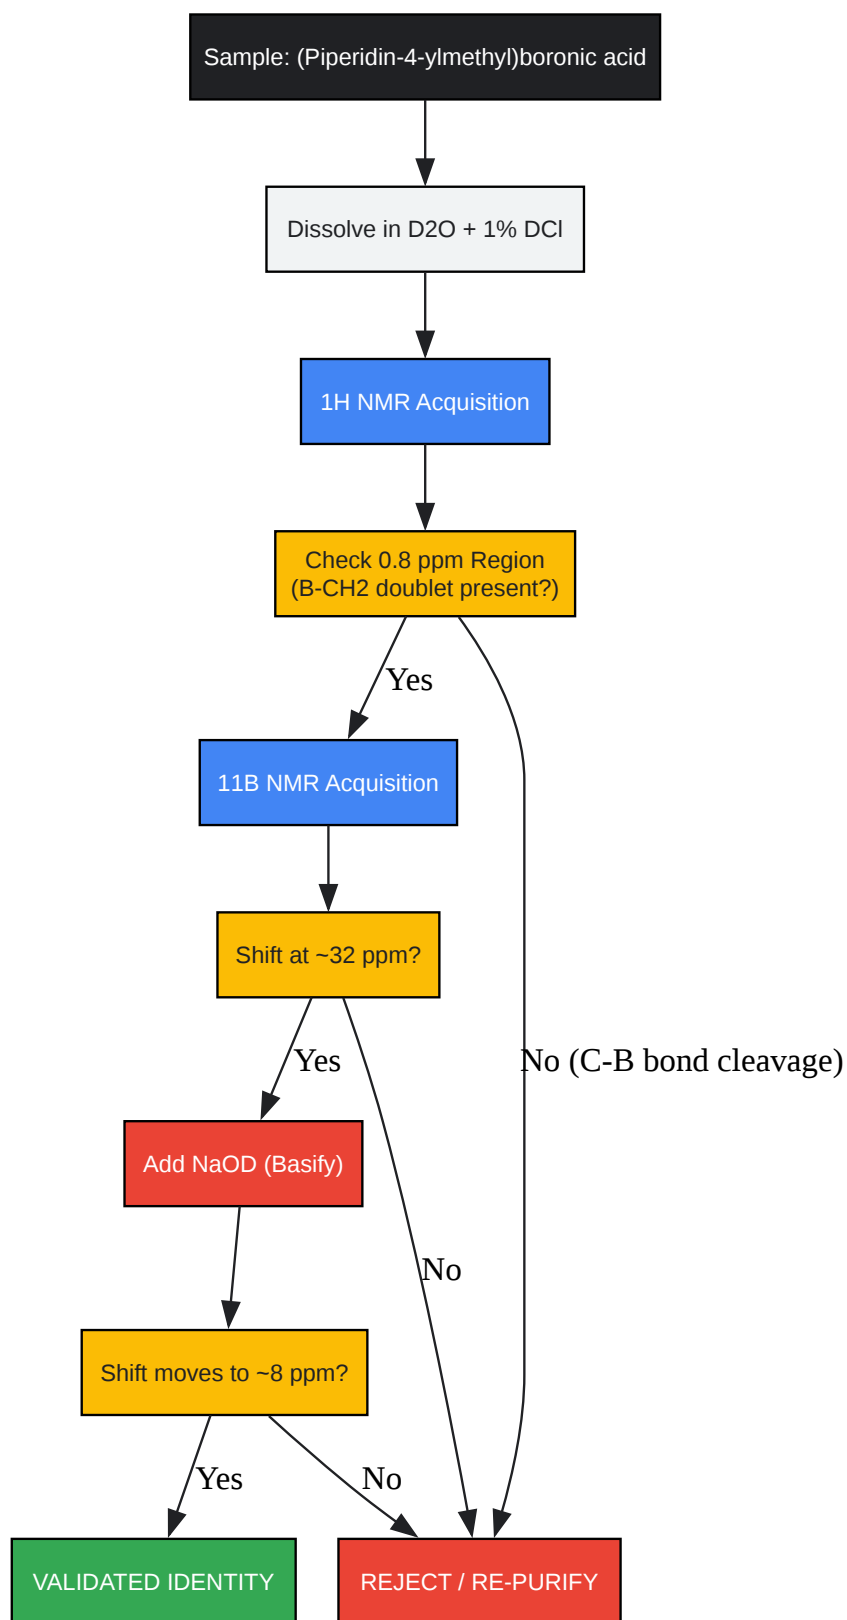 Sample: (Piperidin-4-ylmethyl)boronic acid
Dissolve in D2O + 1% DCl
1H NMR Acquisition
Check 0.8 ppm Region
(B-CH2 doublet present?)
Yes
11B NMR Acquisition
Shift at ~32 ppm?
Yes
No (C-B bond cleavage)
Add NaOD (Basify)
No
Shift moves to ~8 ppm?
Yes
No
VALIDATED IDENTITY
REJECT / RE-PURIFY